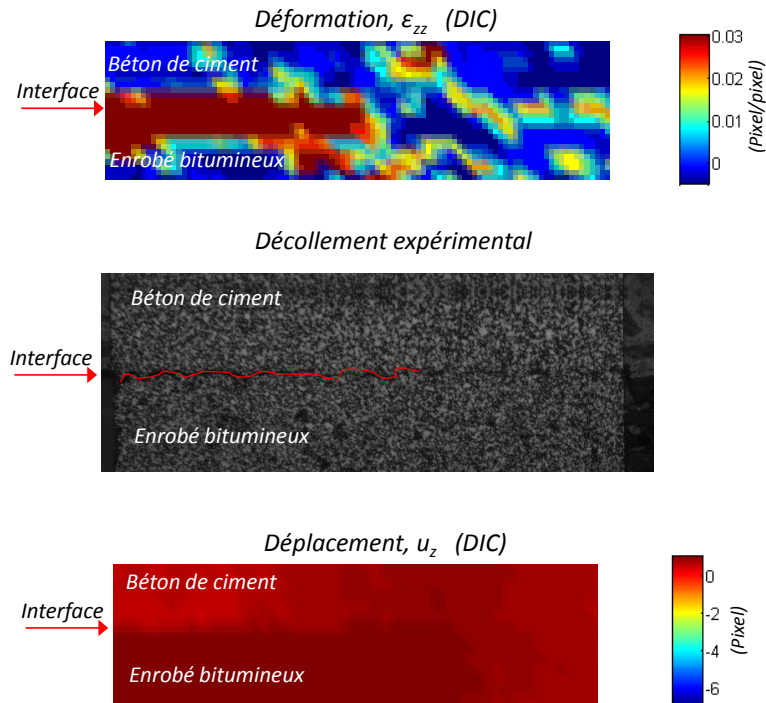 Déformation, εzz (DIC)
Béton de ciment
Interface
Enrobé bitumineux
0.03
0.02
0.01
0
(Pixel/pixel)
Décollement expérimental
Béton de ciment
Interface
Enrobé bitumineux
Déplacement, uz (DIC)
Béton de ciment
Interface
Enrobé bitumineux
0
-2
-4
-6
(Pixel)